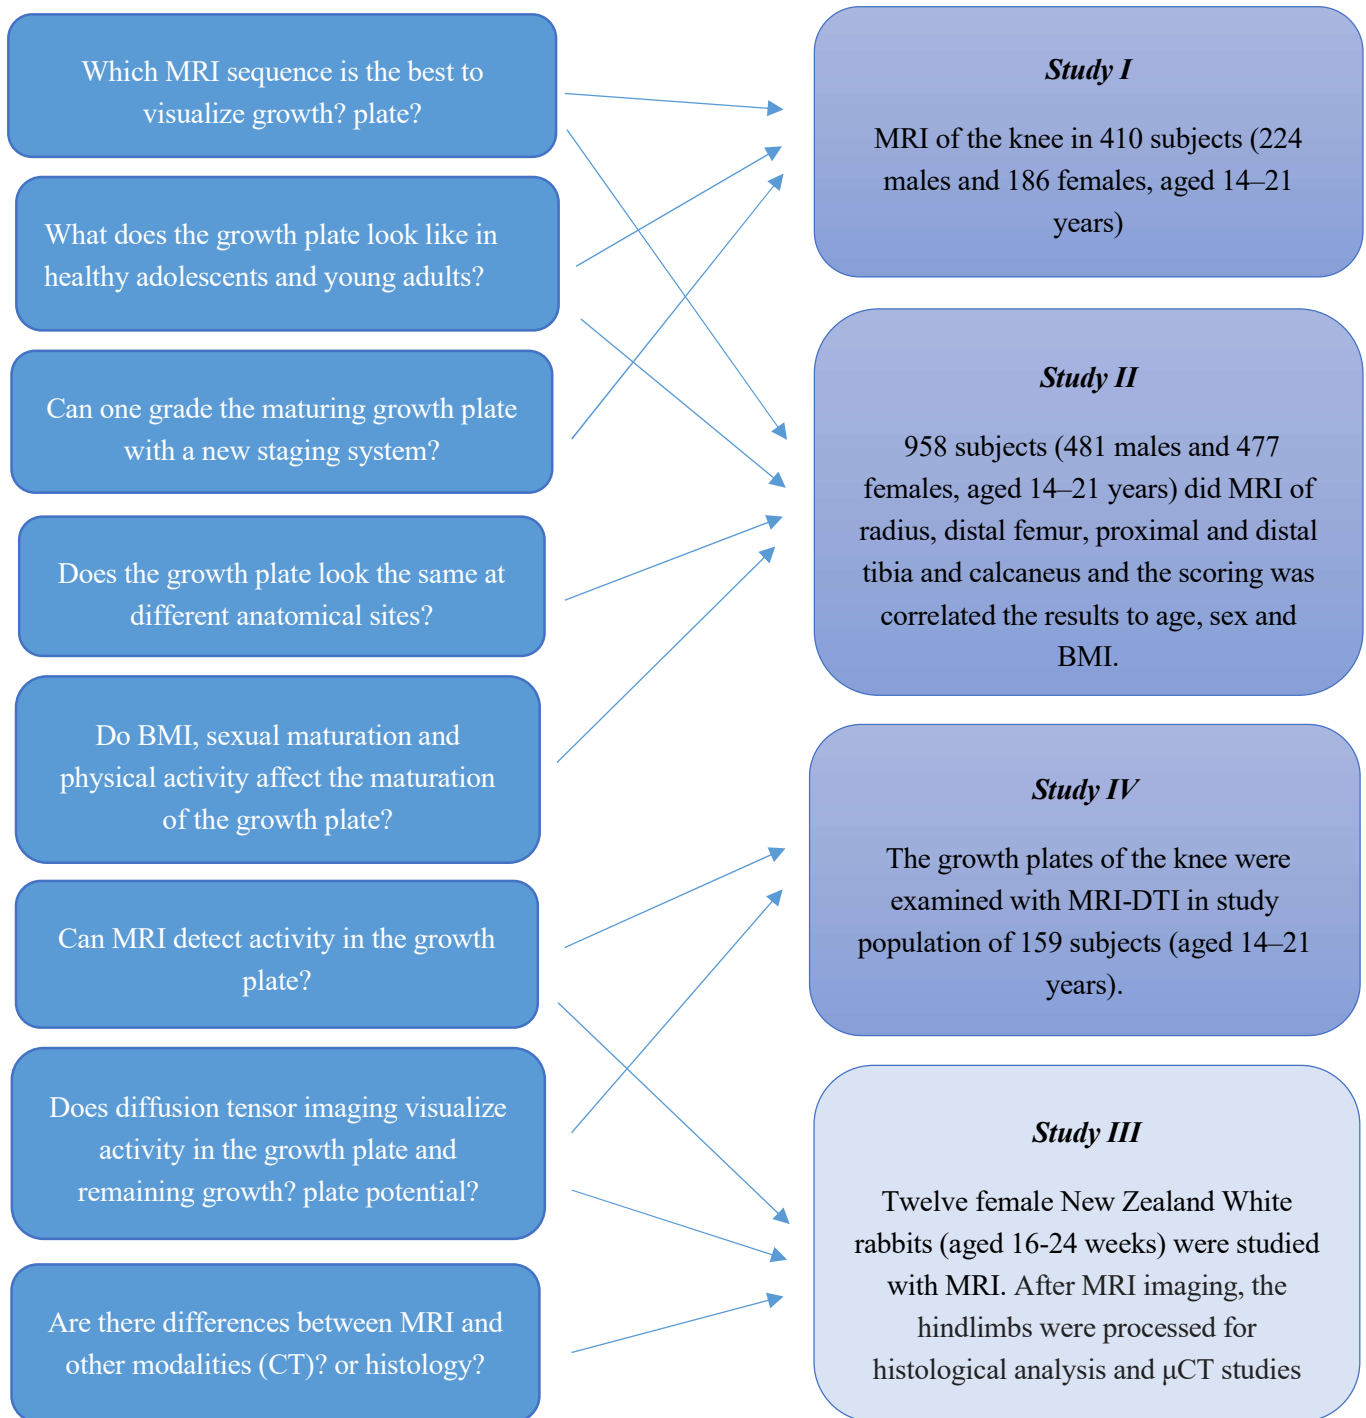 Which MRI sequence is the best to
visualize growth? plate?
What does the growth plate look like in
healthy adolescents and young adults?
Can one grade the maturing growth plate
with a new staging system?
Does the growth plate look the same at
different anatomical sites?
Do BMI, sexual maturation and
physical activity affect the maturation
of the growth plate?
Can MRI detect activity in the growth
plate?
Does diffusion tensor imaging visualize
activity in the growth plate and
remaining growth? plate potential?
Are there differences between MRI and
other modalities (CT)? or histology?
Study I
MRI of the knee in 410 subjects (224
males and 186 females, aged 14–21
years)
Study II
958 subjects (481 males and 477
females, aged 14–21 years) did MRI of
radius, distal femur, proximal and distal
tibia and calcaneus and the scoring was
correlated the results to age, sex and
BMI.
Study IV
The growth plates of the knee were
examined with MRI-DTI in study
population of 159 subjects (aged 14–21
years).
Study III
Twelve female New Zealand White
rabbits (aged 16-24 weeks) were studied
with MRI. After MRI imaging, the
hindlimbs were processed for
histological analysis and μCT studies